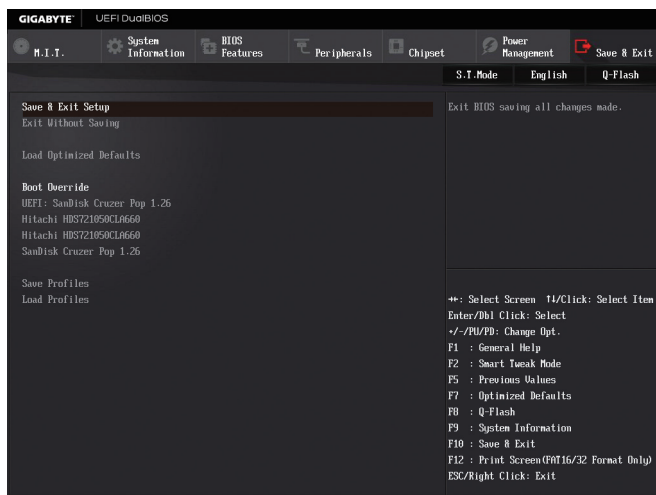 GIGABYTE™ UEFI DualBIOS
M.I.T. System Information BIOS Features Peripherals Chipset Power Management Save & Exit
S.T.Mode English Q-Flash
Save & Exit Setup
Exit Without Saving
Load Optimized Defaults
Boot Override
UEFI: SanDisk Cruzer Pop 1.26
Hitachi HDS721050CLA660
Hitachi HDS721050CLA660
SanDisk Cruzer Pop 1.26
Save Profiles
Load Profiles
Exit BIOS saving all changes made.
→←: Select Screen ↑↓/Click: Select Item
Enter/Dbl Click: Select
+/-/PU/PD: Change Opt.
F1 : General Help
F2 : Smart Tweak Mode
F5 : Previous Values
F7 : Optimized Defaults
F8 : Q-Flash
F9 : System Information
F10 : Save & Exit
F12 : Print Screen(FAT16/32 Format Only)
ESC/Right Click: Exit